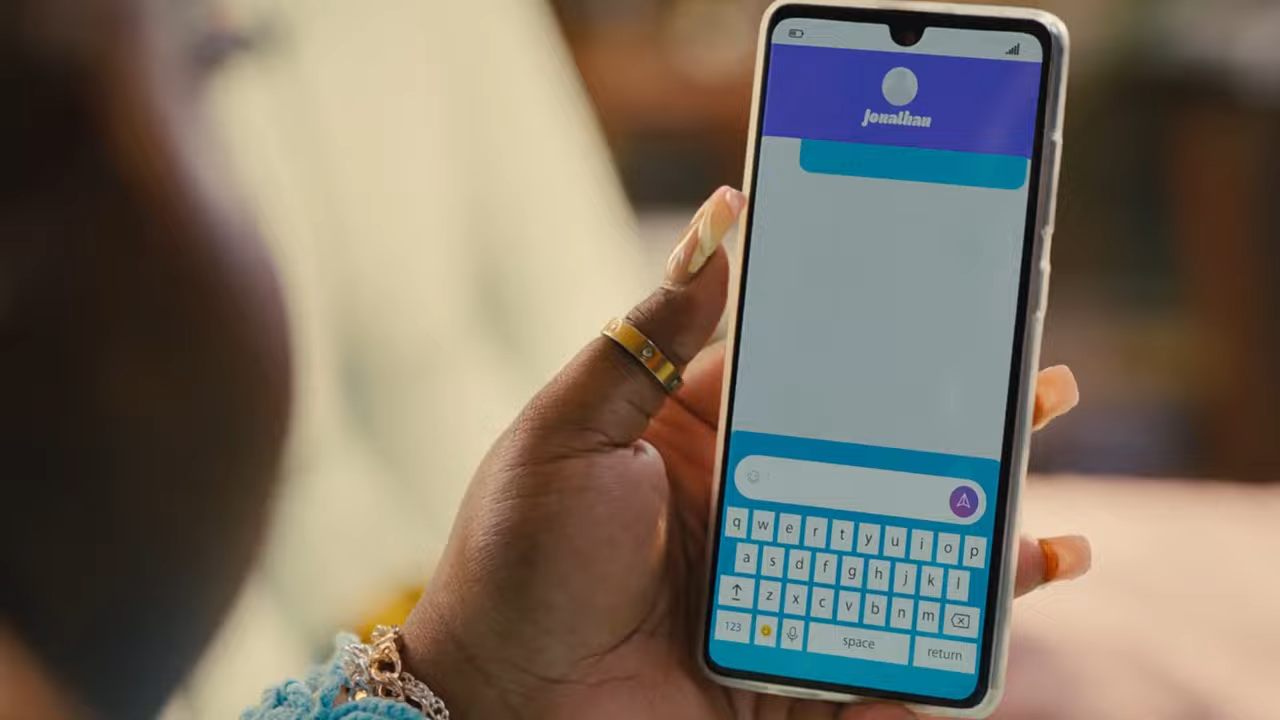 Jonathan
q w e r t y u i o p
a s d f g h j k l
z x c v b n m
123 space return